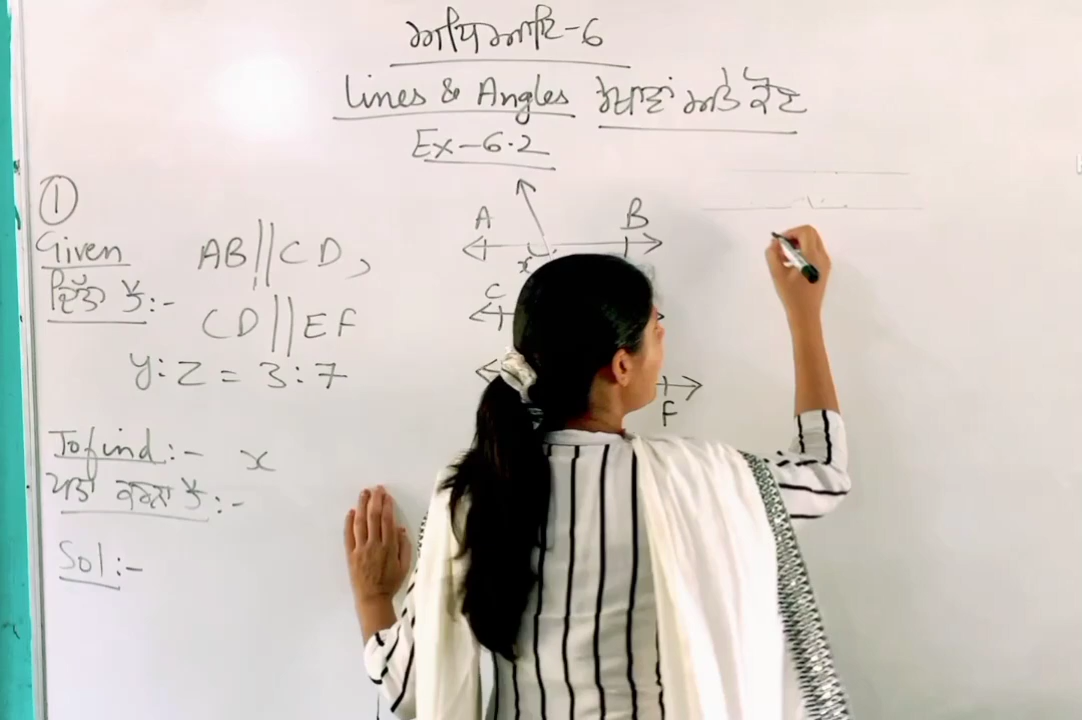 ਅਧਿਆਇ-6
Lines & Angles ਰੇਖਾਵਾਂ ਅਤੇ ਕੋਣ
Ex-6.2
①
Given
ਦਿੱਤਾ ਹੈ:-
AB||CD,
CD||EF
y:z = 3:7
A
B
x
C
F
To find:- x
ਪਤਾ ਕਰਨਾ ਹੈ:-
Sol:-